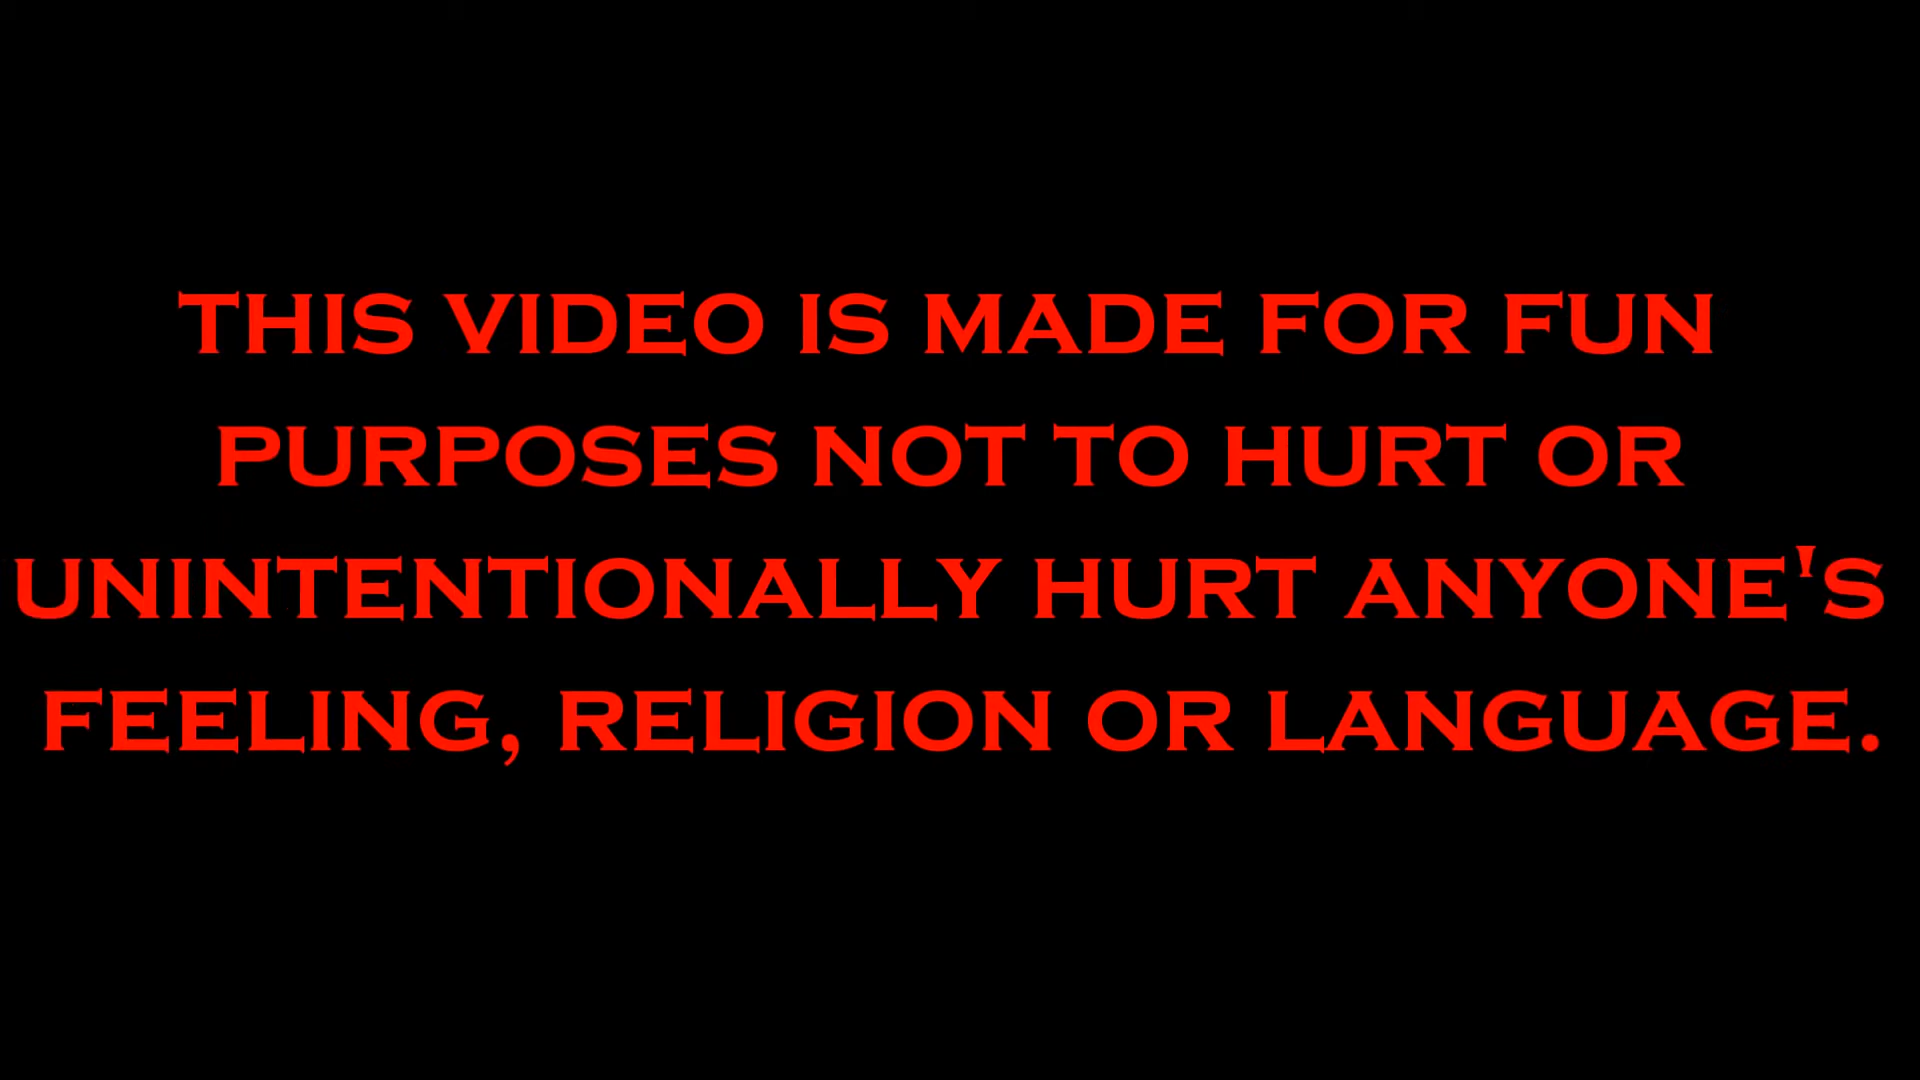 THIS VIDEO IS MADE FOR FUN
PURPOSES NOT TO HURT OR
UNINTENTIONALLY HURT ANYONE'S
FEELING, RELIGION OR LANGUAGE.